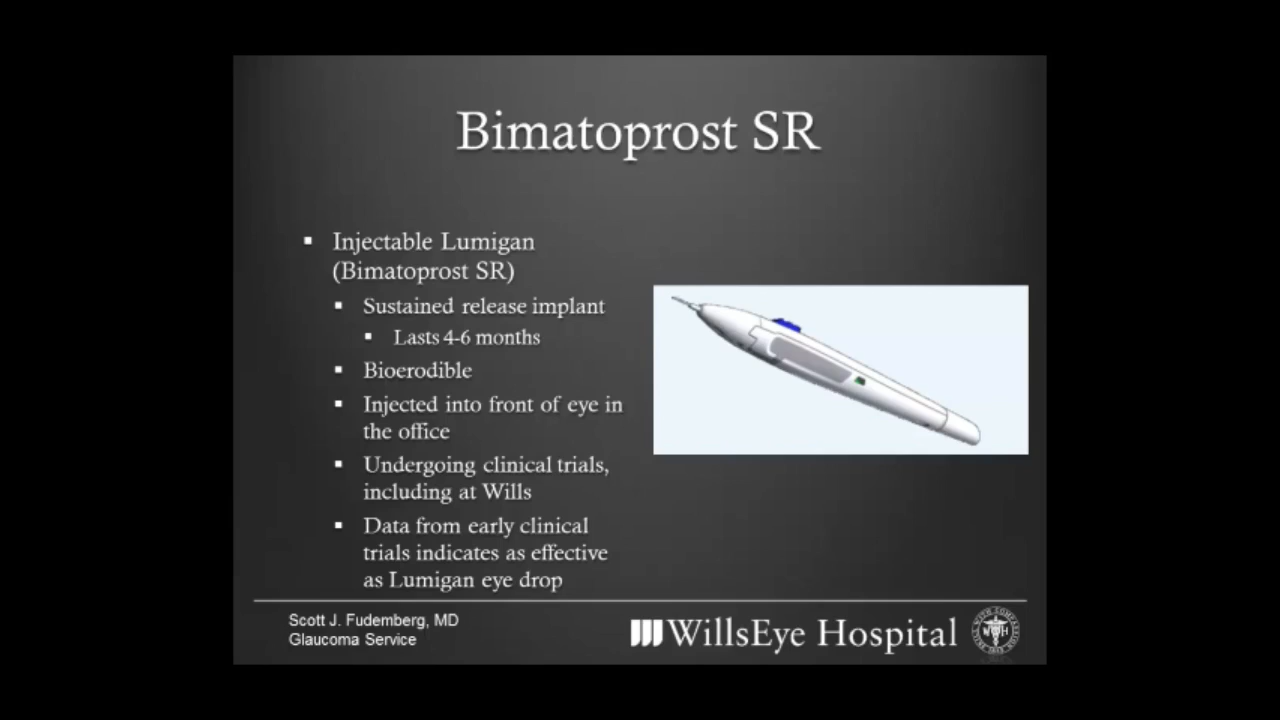 Bimatoprost SR
▪ Injectable Lumigan
(Bimatoprost SR)
▪ Sustained release implant
▪ Lasts 4-6 months
▪ Bioerodible
▪ Injected into front of eye in
the office
▪ Undergoing clinical trials,
including at Wills
▪ Data from early clinical
trials indicates as effective
as Lumigan eye drop
Scott J. Fudemberg, MD
Glaucoma Service
WillsEye Hospital